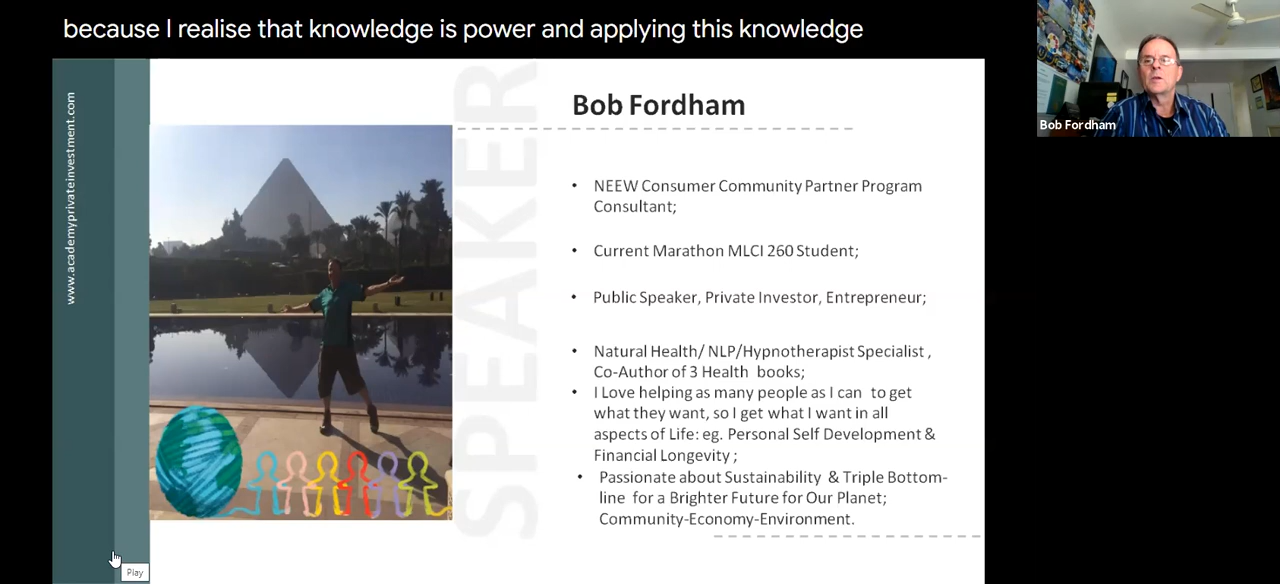 because I realise that knowledge is power and applying this knowledge
www.academyprivateinvestment.com
SPEAKER
Bob Fordham
• NEEW Consumer Community Partner Program
Consultant;
• Current Marathon MLCI 260 Student;
• Public Speaker, Private Investor, Entrepreneur;
• Natural Health/ NLP/Hypnotherapist Specialist ,
Co-Author of 3 Health books;
• I Love helping as many people as I can to get
what they want, so I get what I want in all
aspects of Life: eg. Personal Self Development &
Financial Longevity ;
• Passionate about Sustainability & Triple Bottom-
line for a Brighter Future for Our Planet;
Community-Economy-Environment.
Bob Fordham
Play